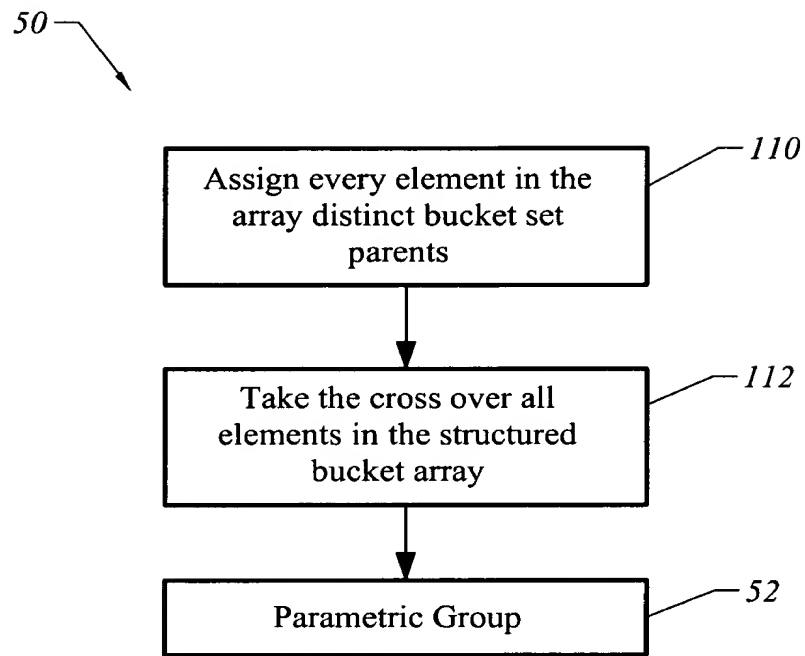 50
110
Assign every element in the
array distinct bucket set
parents
112
Take the cross over all
elements in the structured
bucket array
52
Parametric Group